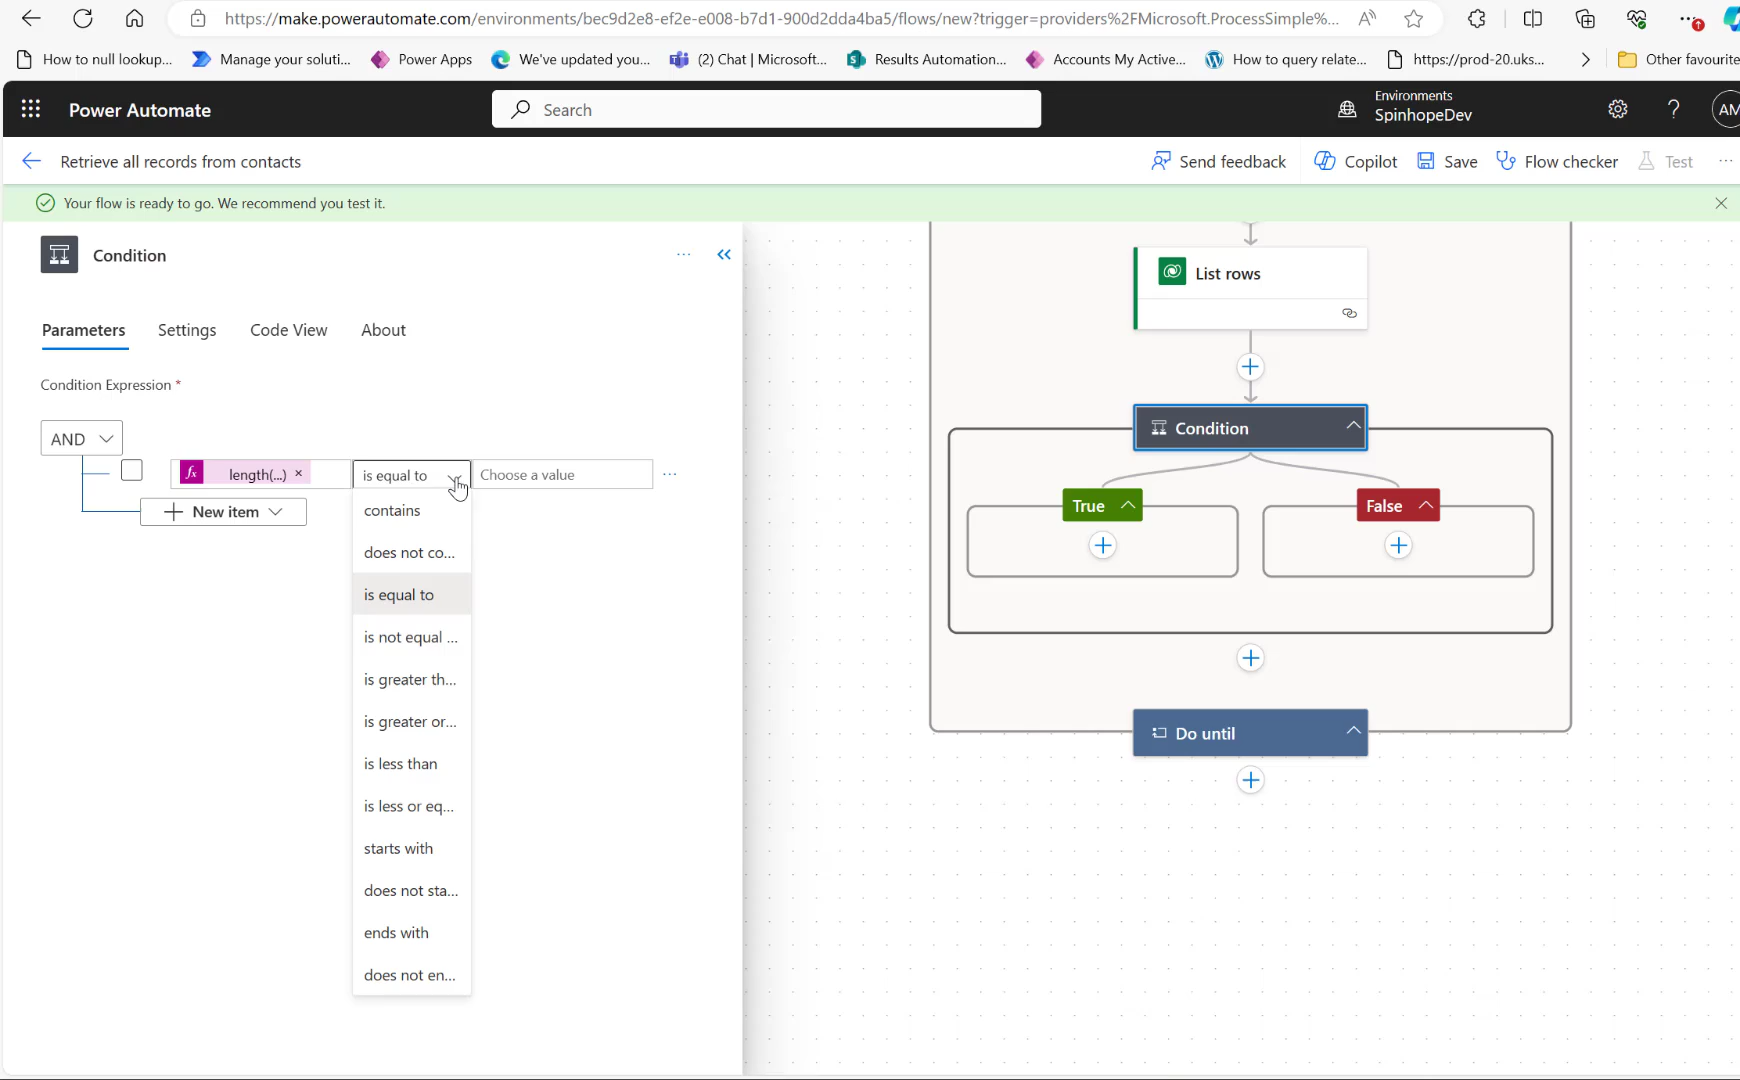 https://make.powerautomate.com/environments/bec9d2e8-ef2e-e008-b7d1-900d2dda4ba5/flows/new?trigger=providers%2FMicrosoft.ProcessSimple%...
How to null lookup...
Manage your soluti...
Power Apps
We've updated you...
(2) Chat | Microsoft...
Results Automation...
Accounts My Active...
How to query relate...
https://prod-20.uks...
Other favourite
Power Automate
Search
Environments
SpinhopeDev
?
AM
Retrieve all records from contacts
Send feedback
Copilot
Save
Flow checker
Test
Your flow is ready to go. We recommend you test it.
Condition
Parameters
Settings
Code View
About
Condition Expression *
AND
fx length(...) ×
is equal to
Choose a value
New item
contains
does not co...
is equal to
is not equal ...
is greater th...
is greater or...
is less than
is less or eq...
starts with
does not sta...
ends with
does not en...
List rows
Condition
True
False
Do until